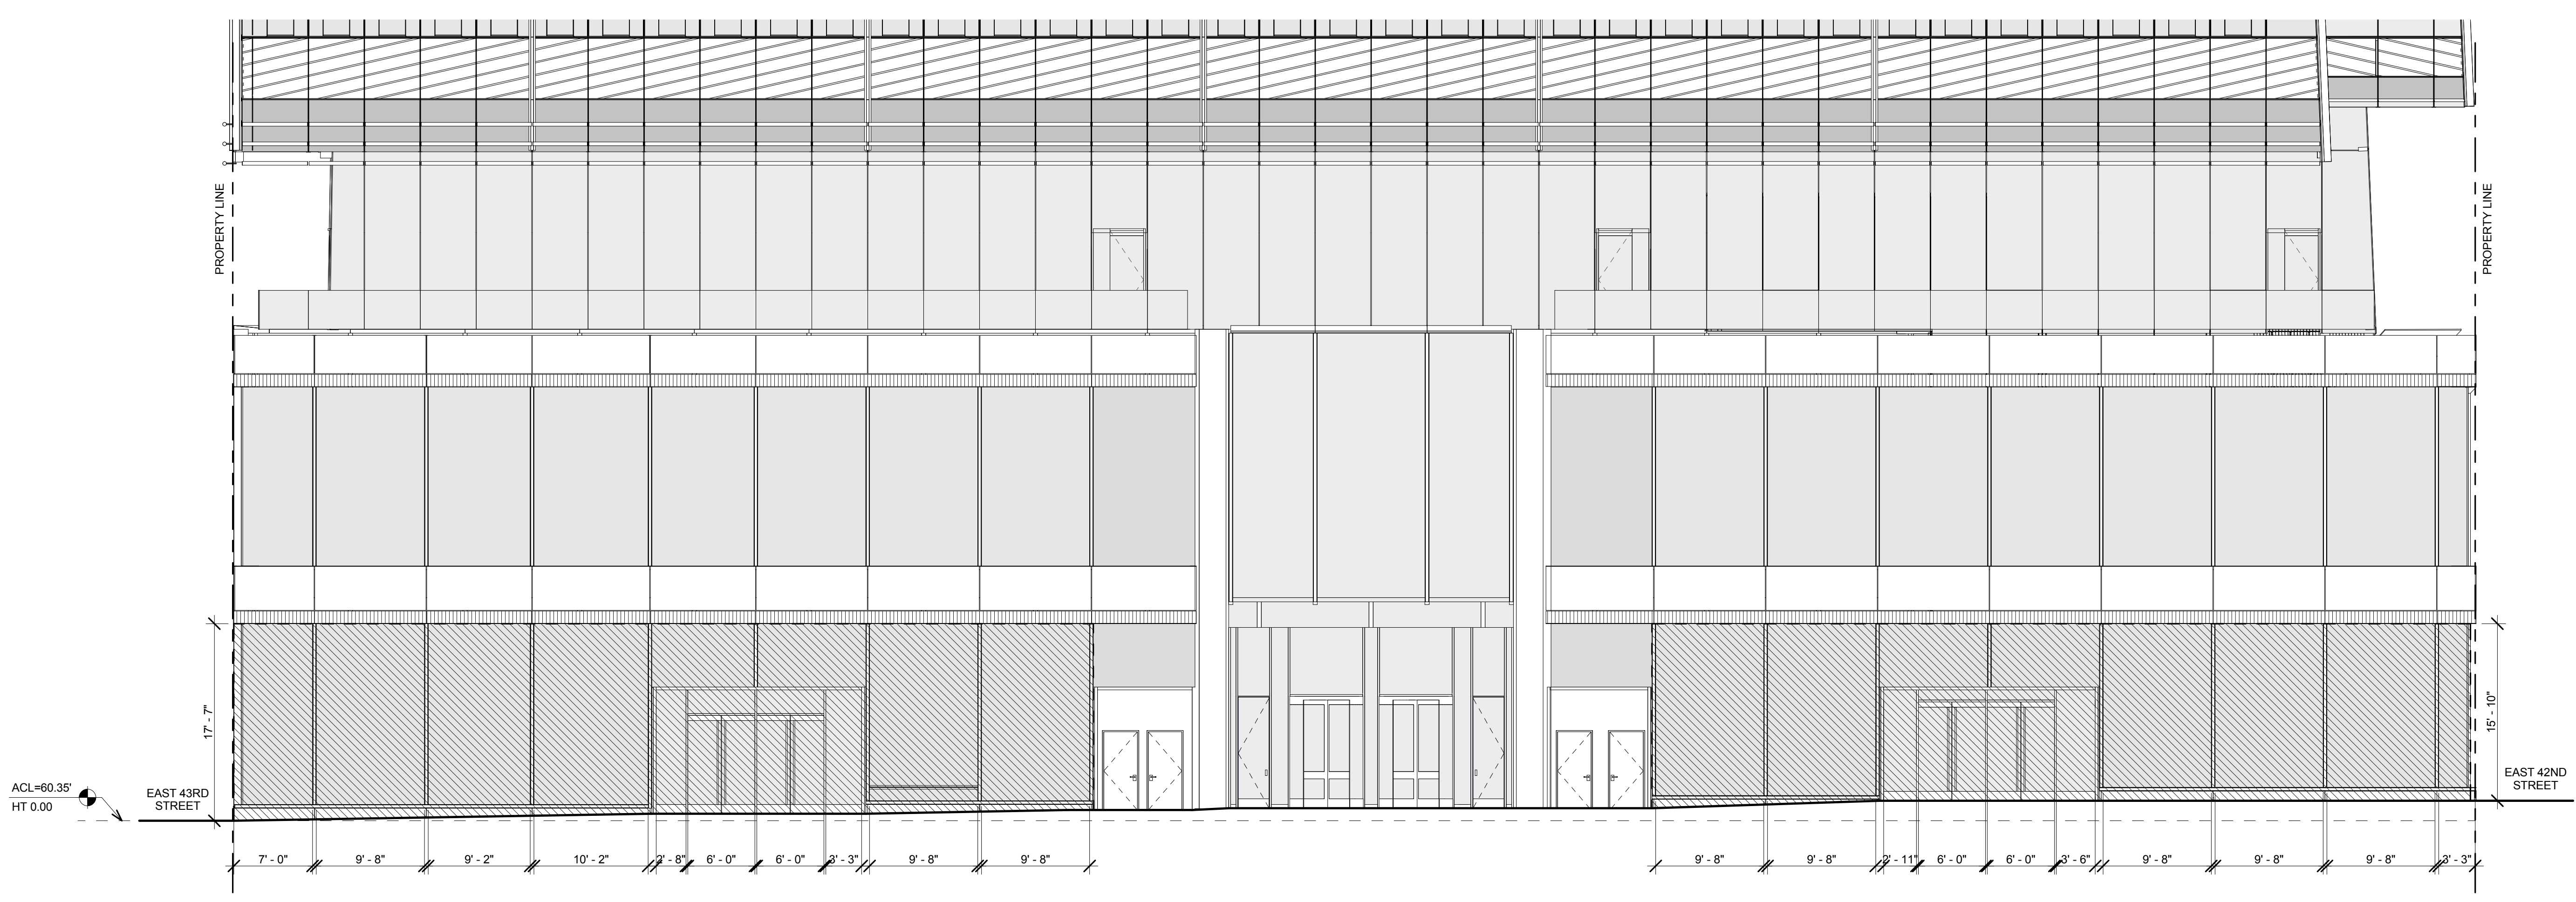 PROPERTY LINE
PROPERTY LINE
17' - 7"
15' - 10"
ACL=60.35'
HT 0.00
EAST 43RD
STREET
EAST 42ND
STREET
7' - 0" 9' - 8" 9' - 2" 10' - 2" 2' - 8" 6' - 0" 6' - 0" 3' - 3" 9' - 8" 9' - 8" 9' - 8" 9' - 8" 2' - 11" 6' - 0" 6' - 0" 3' - 6" 9' - 8" 9' - 8" 9' - 8" 3' - 3"